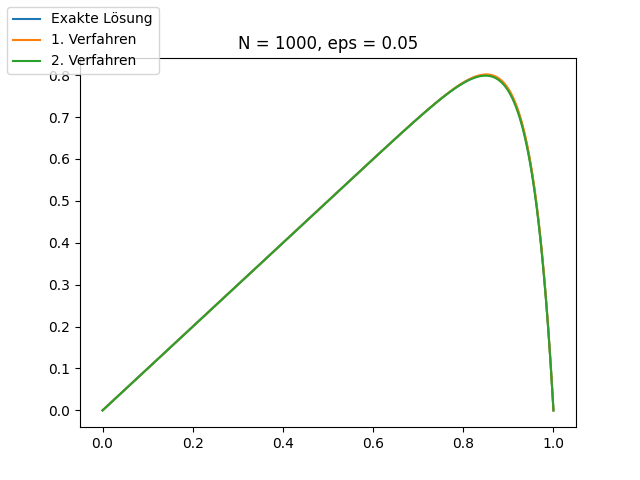 Exakte Lösung
1. Verfahren
2. Verfahren
N = 1000, eps = 0.05
0.8
0.7
0.6
0.5
0.4
0.3
0.2
0.1
0.0
0.0 0.2 0.4 0.6 0.8 1.0